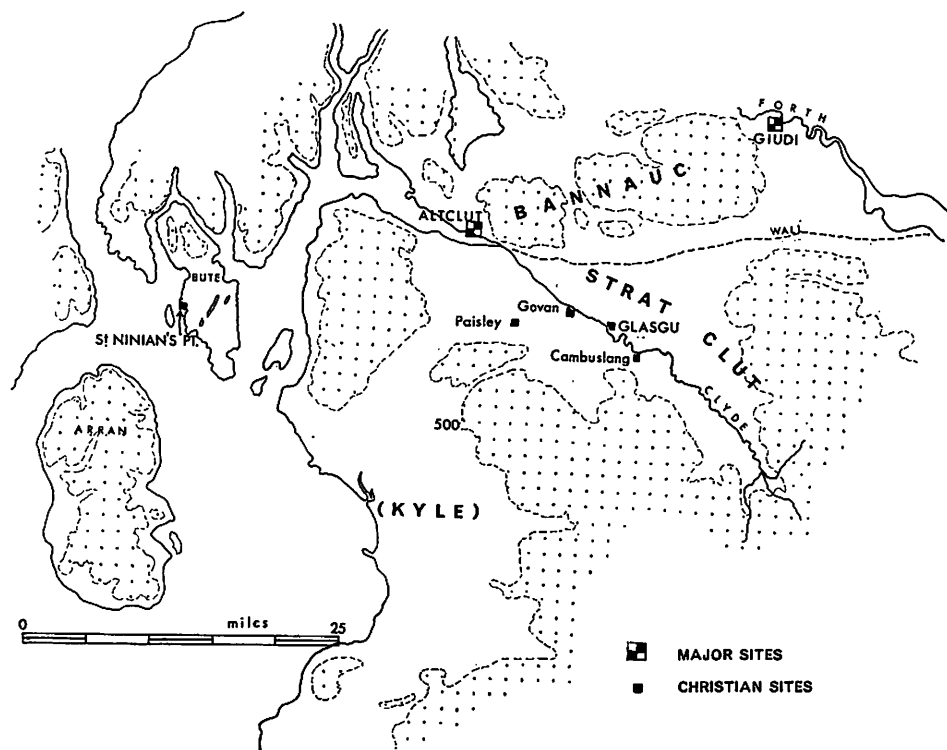 FORTH
GIUDI
BANNAUC
ALTCLUT
WALL
BUTE
STRAT CLUT
Govan
Paisley
GLASGU
St NINIAN'S PT.
Cambuslang
CLYDE
ARRAN
500
(KYLE)
0 miles 25
MAJOR SITES
CHRISTIAN SITES